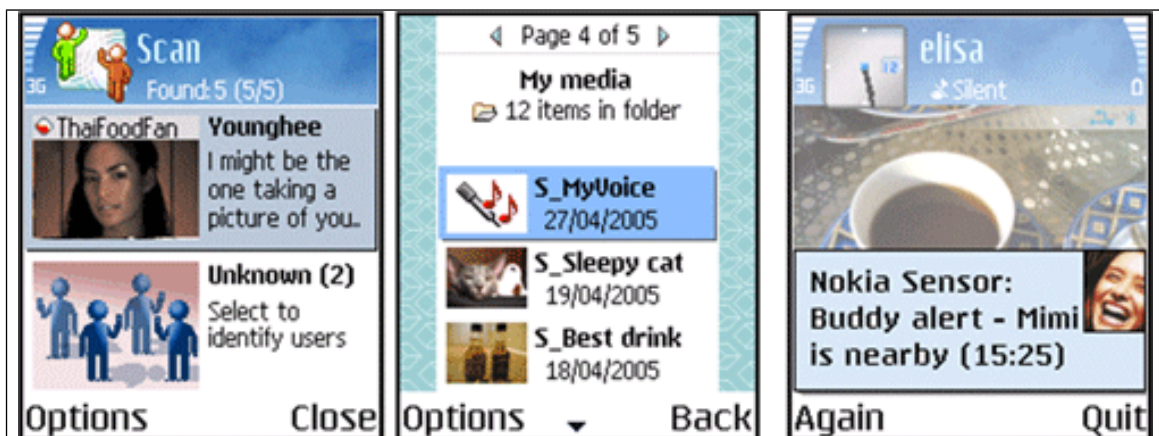 Scan
3G
Found: 5 (5/5)
ThaiFoodFan
Younghee
I might be the
one taking a
picture of you..
Unknown (2)
Select to
identify users
Options
Close
Page 4 of 5
My media
12 items in folder
S_MyVoice
27/04/2005
S_Sleepy cat
19/04/2005
S_Best drink
18/04/2005
Options
Back
3G
12
elisa
Silent
Nokia Sensor:
Buddy alert - Mimi
is nearby (15:25)
Again
Quit